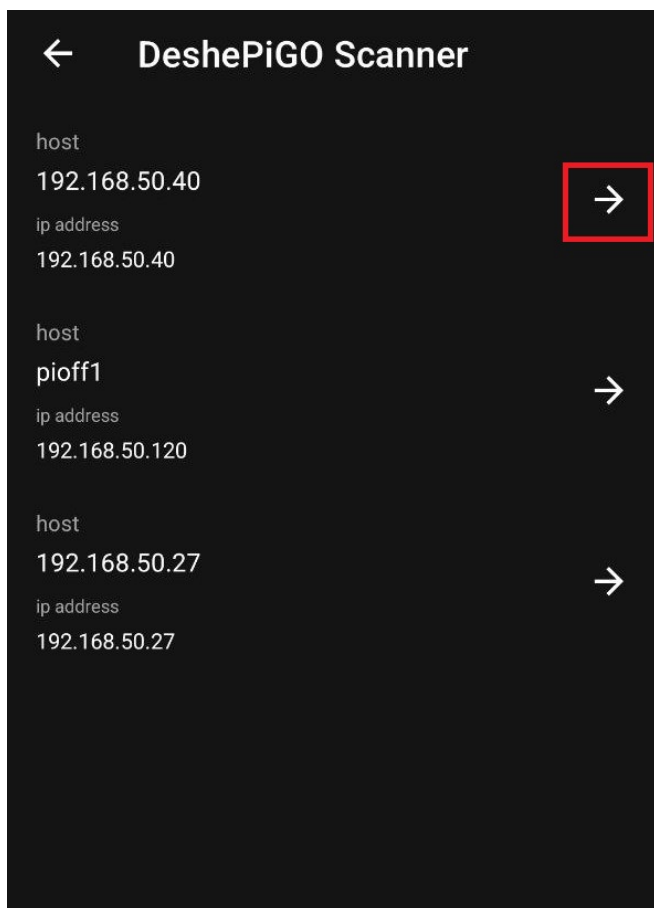 DeshePiGO Scanner
host
192.168.50.40
ip address
192.168.50.40
host
pioff1
ip address
192.168.50.120
host
192.168.50.27
ip address
192.168.50.27